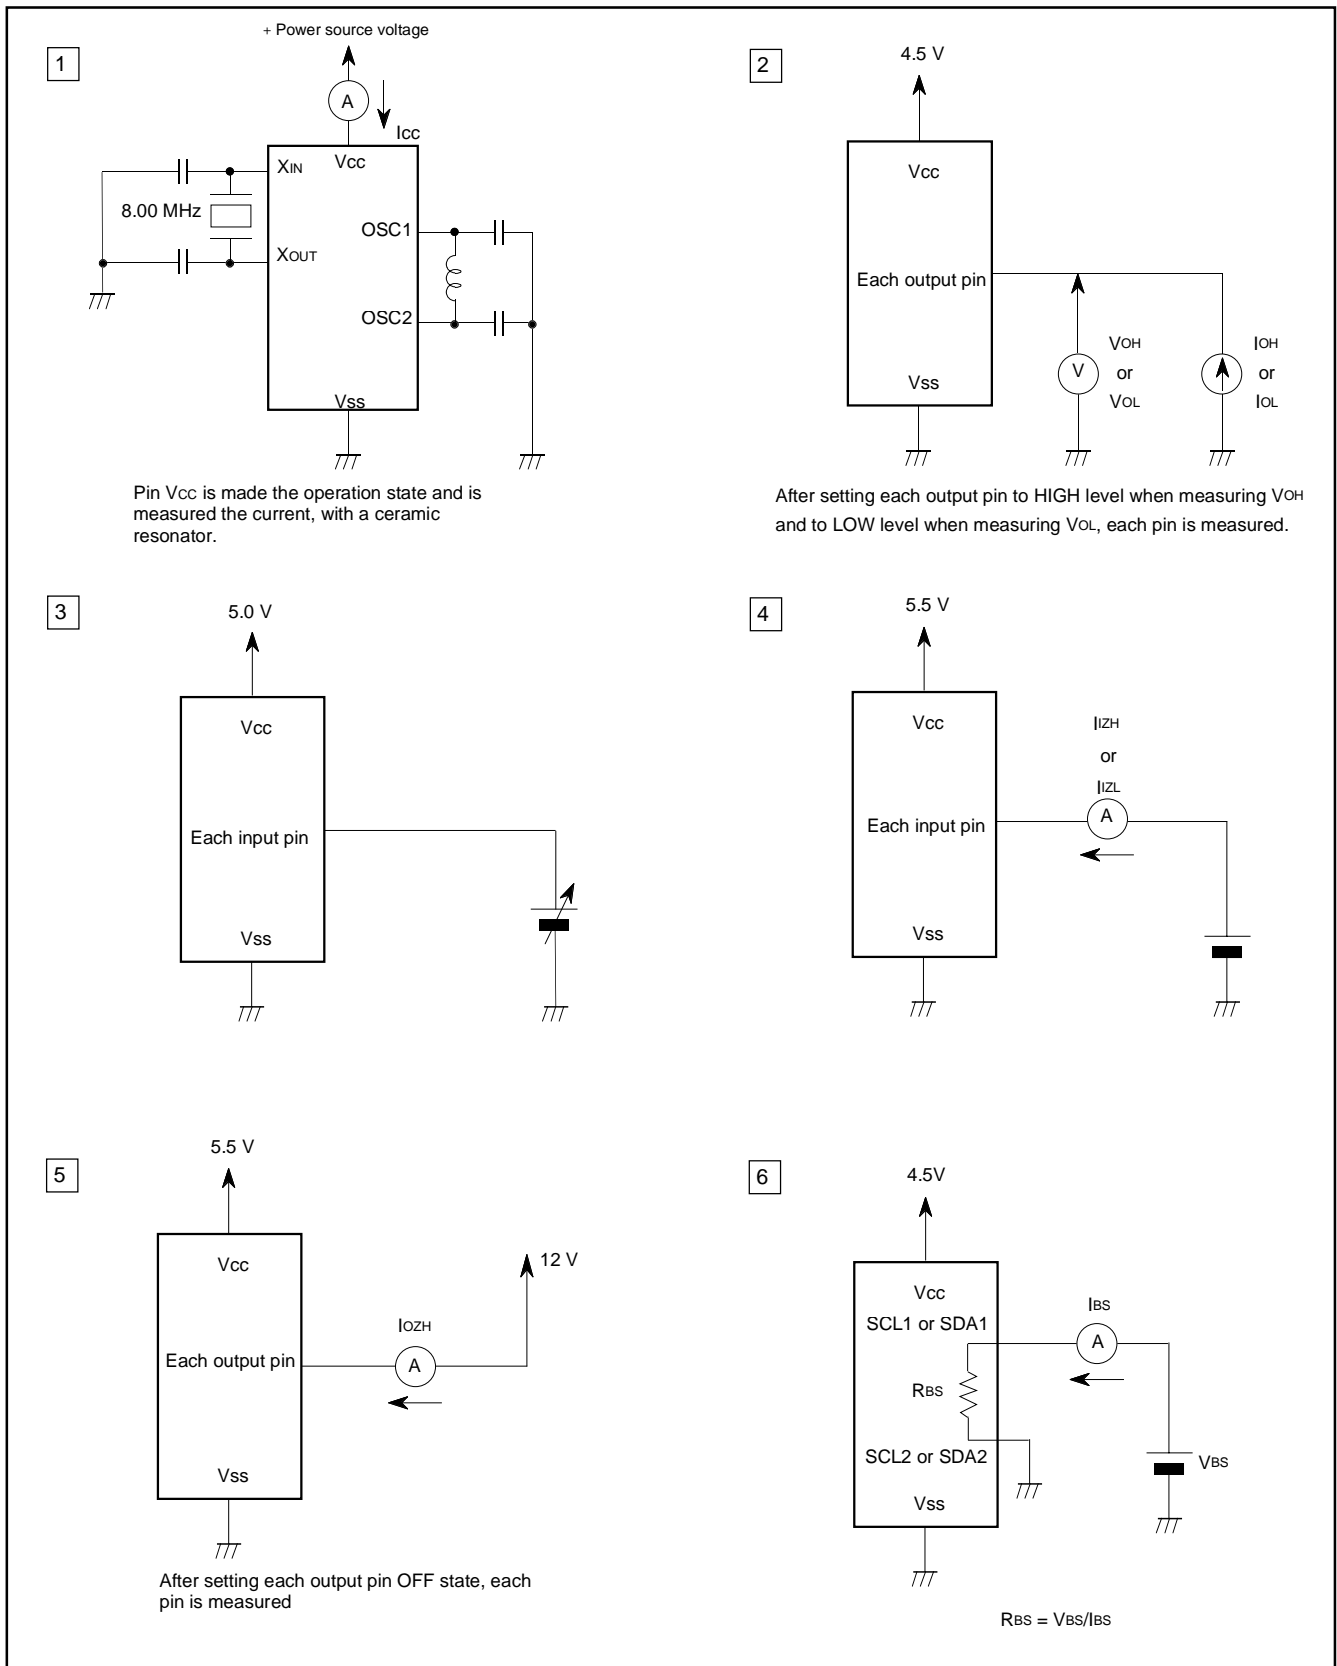 1
+ Power source voltage
A
Icc
Vcc
XIN
8.00 MHz
XOUT
OSC1
OSC2
Vss
Pin VCC is made the operation state and is
measured the current, with a ceramic
resonator.
2
4.5 V
Vcc
Each output pin
Vss
V
VOH
or
VOL
IOH
or
IOL
After setting each output pin to HIGH level when measuring VOH
and to LOW level when measuring VOL, each pin is measured.
3
5.0 V
Vcc
Each input pin
Vss
4
5.5 V
Vcc
Each input pin
Vss
IIZH
or
IIZL
A
5
5.5 V
Vcc
Each output pin
Vss
IOZH
A
12 V
After setting each output pin OFF state, each
pin is measured
6
4.5V
Vcc
SCL1 or SDA1
RBS
SCL2 or SDA2
Vss
IBS
A
VBS
RBS = VBS/IBS